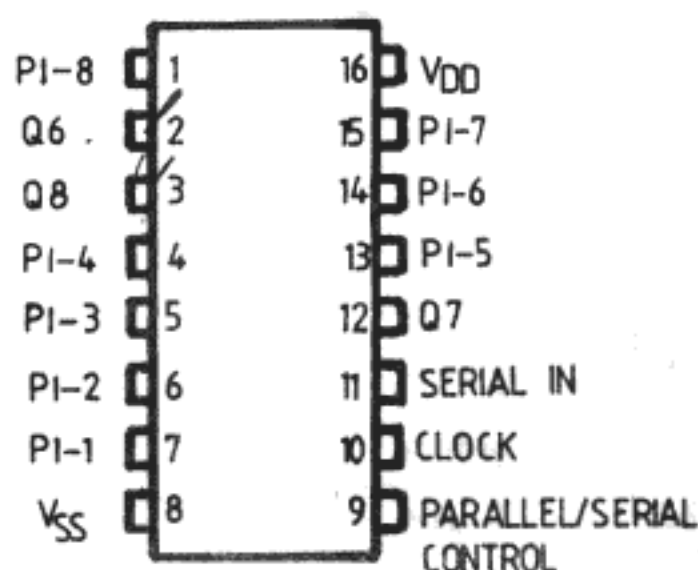 PI-8 1 16 VDD
Q6 . 2 15 PI-7
Q8 3 14 PI-6
PI-4 4 13 PI-5
PI-3 5 12 Q7
PI-2 6 11 SERIAL IN
PI-1 7 10 CLOCK
VSS 8 9 PARALLEL/SERIAL
CONTROL